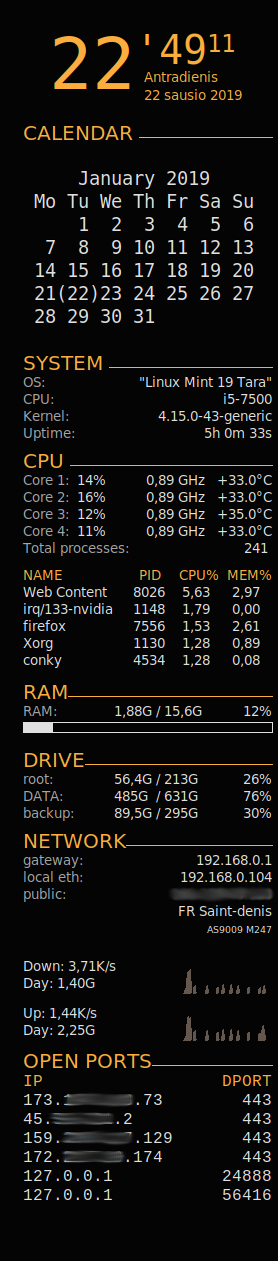 22'49 11
Antradienis
22 sausio 2019
CALENDAR
January 2019
Mo Tu We Th Fr Sa Su
1 2 3 4 5 6
7 8 9 10 11 12 13
14 15 16 17 18 19 20
21(22)23 24 25 26 27
28 29 30 31
SYSTEM
OS: "Linux Mint 19 Tara"
CPU: i5-7500
Kernel: 4.15.0-43-generic
Uptime: 5h 0m 33s
CPU
Core 1: 14% 0,89 GHz +33.0°C
Core 2: 16% 0,89 GHz +33.0°C
Core 3: 12% 0,89 GHz +35.0°C
Core 4: 11% 0,89 GHz +33.0°C
Total processes: 241
NAME PID CPU% MEM%
Web Content 8026 5,63 2,97
irq/133-nvidia 1148 1,79 0,00
firefox 7556 1,53 2,61
Xorg 1130 1,28 0,89
conky 4534 1,28 0,08
RAM
RAM: 1,88G / 15,6G 12%
DRIVE
root: 56,4G / 213G 26%
DATA: 485G / 631G 76%
backup: 89,5G / 295G 30%
NETWORK
gateway: 192.168.0.1
local eth: 192.168.0.104
public:
FR Saint-denis
AS9009 M247
Down: 3,71K/s
Day: 1,40G
Up: 1,44K/s
Day: 2,25G
OPEN PORTS
IP DPORT
173. .73 443
45. .2 443
159. .129 443
172. .174 443
127.0.0.1 24888
127.0.0.1 56416